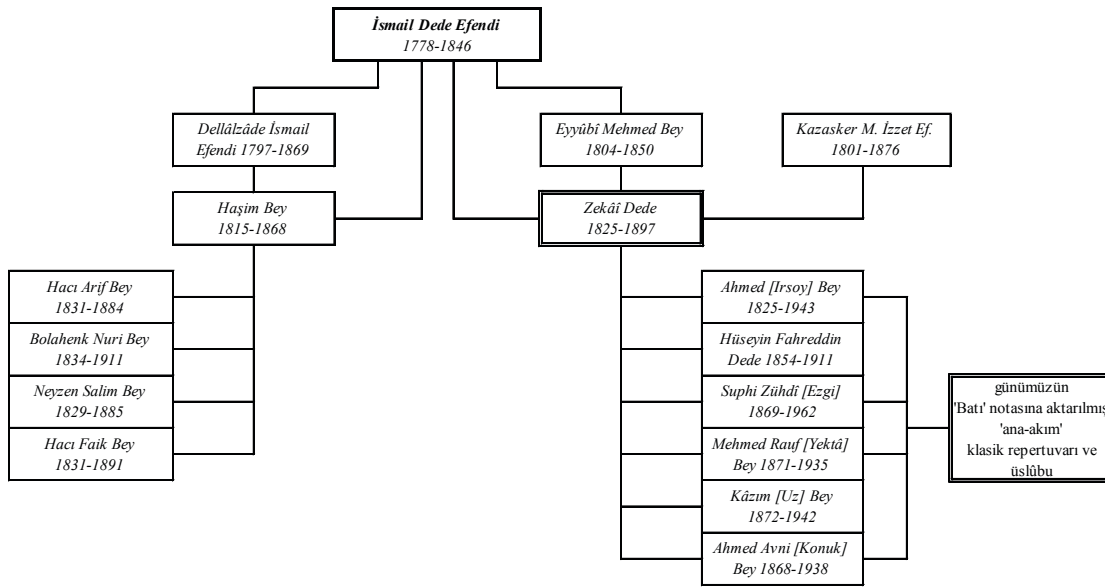 İsmail Dede Efendi
1778-1846
Dellâlzâde İsmail
Efendi 1797-1869
Eyyûbî Mehmed Bey
1804-1850
Kazasker M. İzzet Ef.
1801-1876
Haşim Bey
1815-1868
Zekâî Dede
1825-1897
Hacı Arif Bey
1831-1884
Bolahenk Nuri Bey
1834-1911
Neyzen Salim Bey
1829-1885
Hacı Faik Bey
1831-1891
Ahmed [Irsoy] Bey
1825-1943
Hüseyin Fahreddin
Dede 1854-1911
Suphi Zühdî [Ezgi]
1869-1962
Mehmed Rauf [Yektâ]
Bey 1871-1935
Kâzım [Uz] Bey
1872-1942
Ahmed Avni [Konuk]
Bey 1868-1938
günümüzün
'Batı' notasına aktarılmış
'ana-akım'
klasik repertuvarı ve
üslûbu